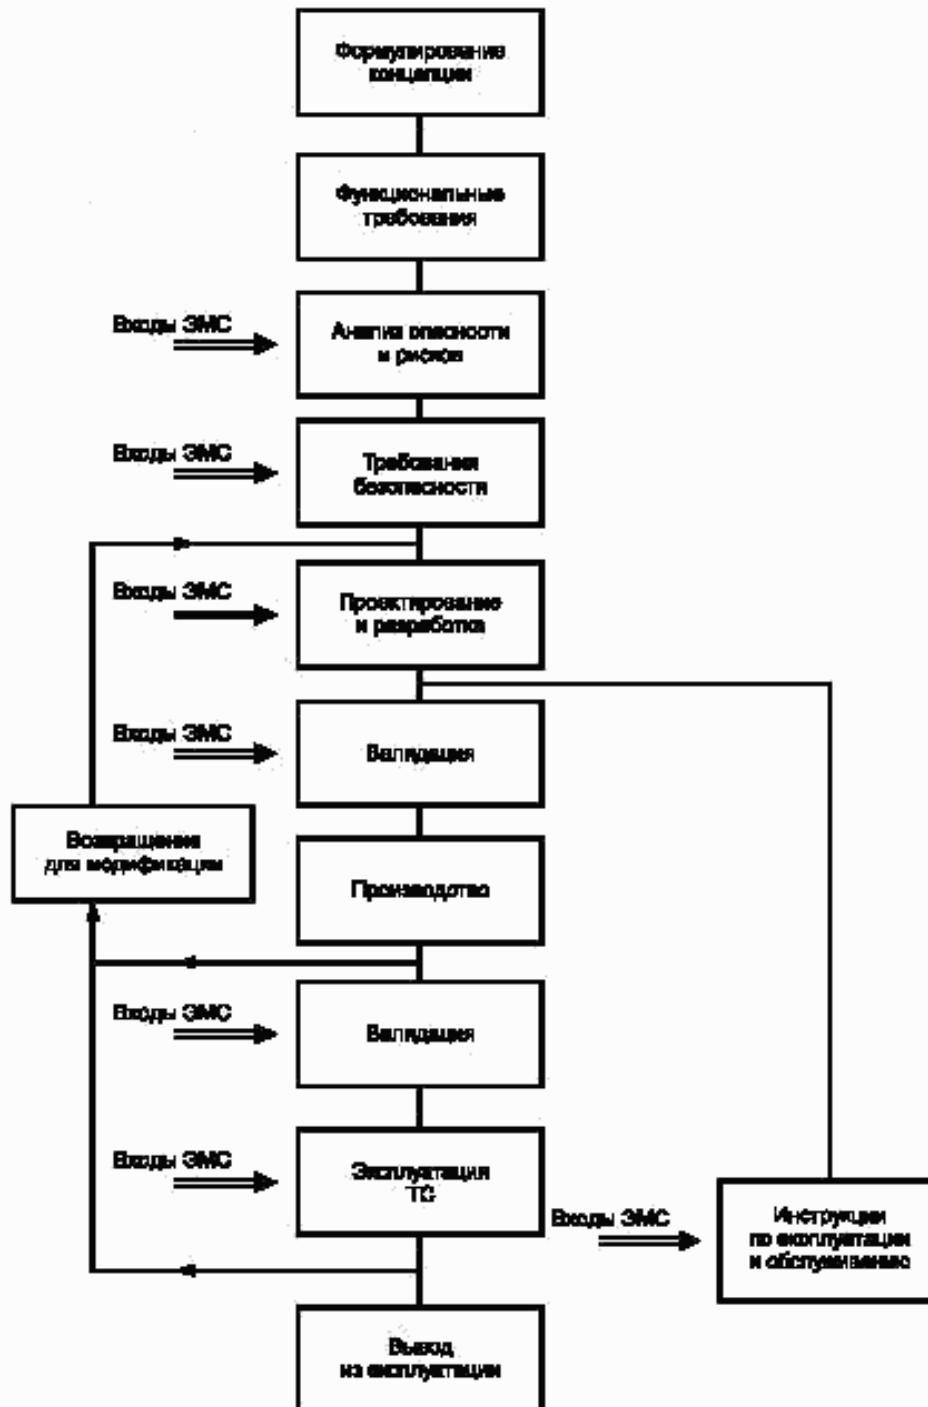 Формулирование
концепции
Функциональные
требования
Входы ЭМС
Анализ опасности
и рисков
Входы ЭМС
Требования
безопасности
Входы ЭМС
Проектирование
и разработка
Входы ЭМС
Валидация
Возвращения
для модификации
Производство
Входы ЭМС
Валидация
Входы ЭМС
Эксплуатация
ТС
Входы ЭМС
Инструкции
по эксплуатации
и обслуживанию
Вывод
из эксплуатации